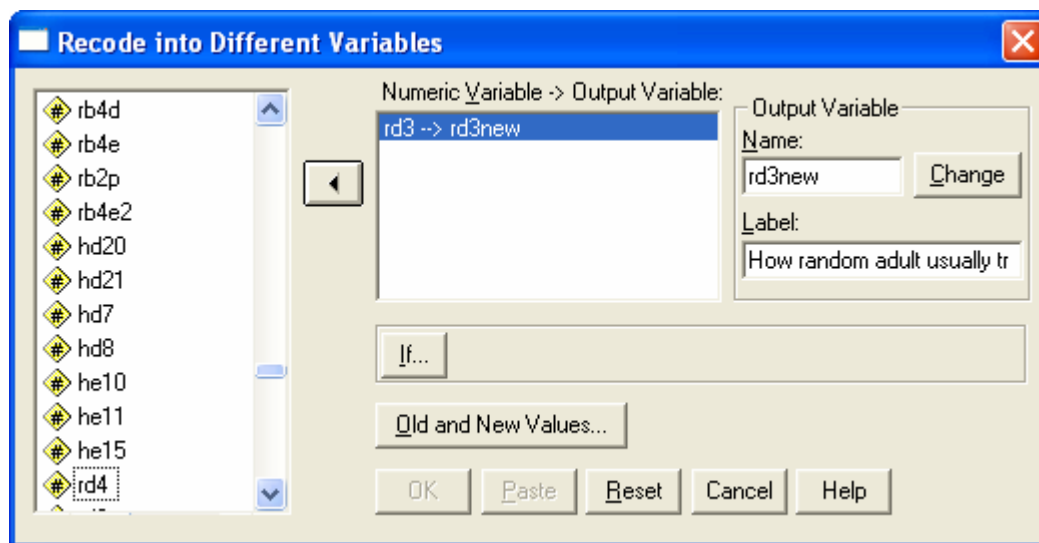 Recode into Different Variables
rb4d
rb4e
rb2p
rb4e2
hd20
hd21
hd7
hd8
he10
he11
he15
rd4
Numeric Variable -> Output Variable:
rd3 --> rd3new
Output Variable
Name:
rd3new
Change
Label:
How random adult usually tr
If...
Old and New Values...
OK
Paste
Reset
Cancel
Help